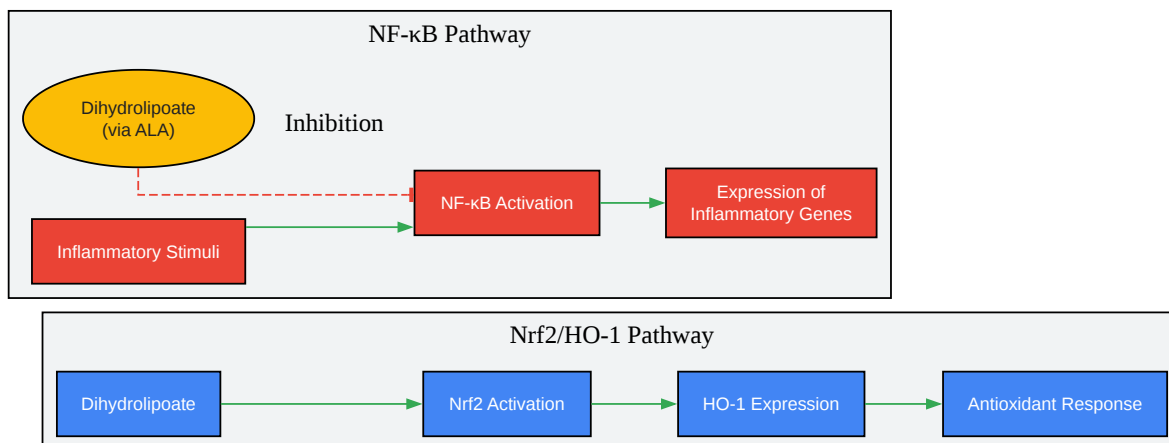 NF-κB Pathway
Dihydrolipoate
(via ALA)
Inhibition
NF-κB Activation
Expression of
Inflammatory Genes
Inflammatory Stimuli
Nrf2/HO-1 Pathway
Dihydrolipoate
Nrf2 Activation
HO-1 Expression
Antioxidant Response